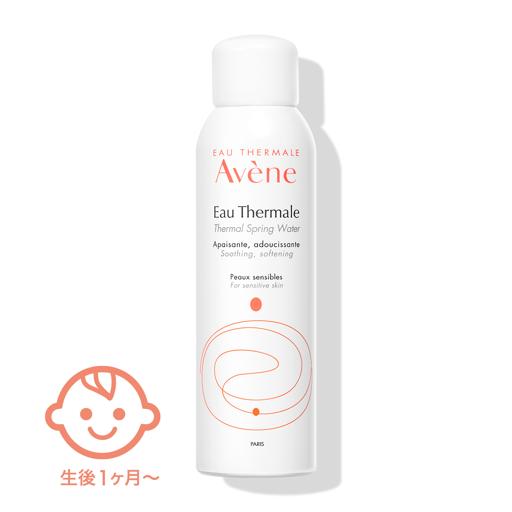 EAU THERMALE
Avène
Eau Thermale
Thermal Spring Water
Apaisante, adoucissante
Soothing, softening
Peaux sensibles
For sensitive skin
PARIS
生後1ヶ月～